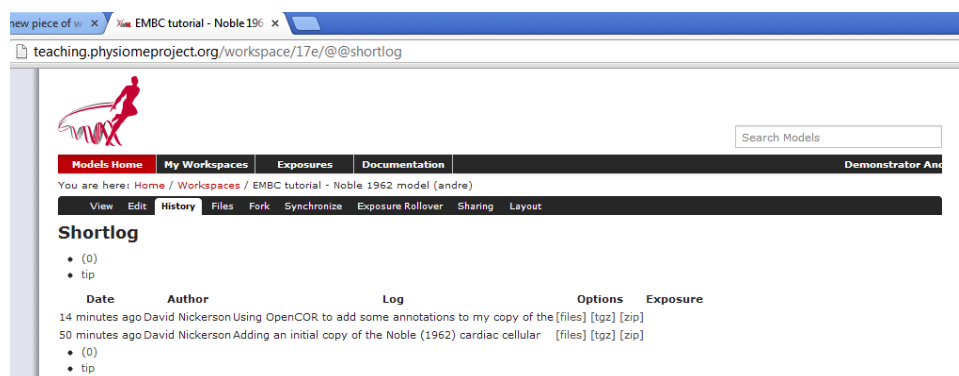 new piece of w × EMBC tutorial - Noble 196 ×
teaching.physiomeproject.org/workspace/17e/@@shortlog
Search Models
Models Home My Workspaces Exposures Documentation Demonstrator And
You are here: Home / Workspaces / EMBC tutorial - Noble 1962 model (andre)
View Edit History Files Fork Synchronize Exposure Rollover Sharing Layout
Shortlog
• (0)
• tip
Date Author Log Options Exposure
14 minutes ago David Nickerson Using OpenCOR to add some annotations to my copy of the [files] [tgz] [zip]
50 minutes ago David Nickerson Adding an initial copy of the Noble (1962) cardiac cellular [files] [tgz] [zip]
• (0)
• tip